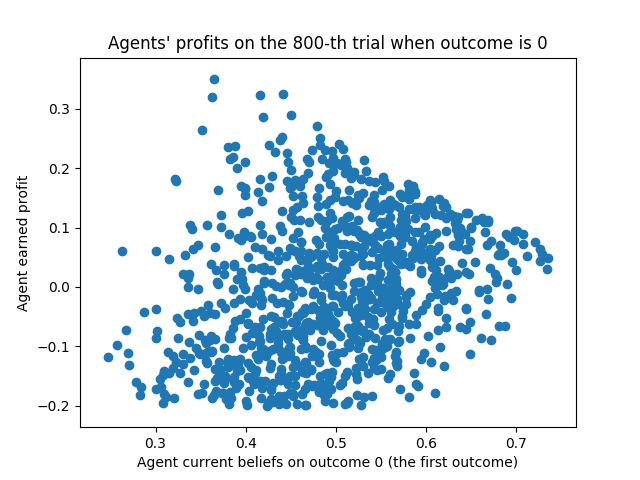 Agents' profits on the 800-th trial when outcome is 0
Agent earned profit
0.3
0.2
0.1
0.0
−0.1
−0.2
0.3 0.4 0.5 0.6 0.7
Agent current beliefs on outcome 0 (the first outcome)